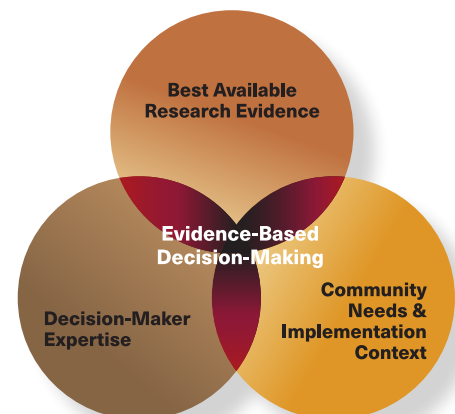 Best Available
Research Evidence
Evidence-Based
Decision-Making
Decision-Maker
Expertise
Community
Needs &
Implementation
Context